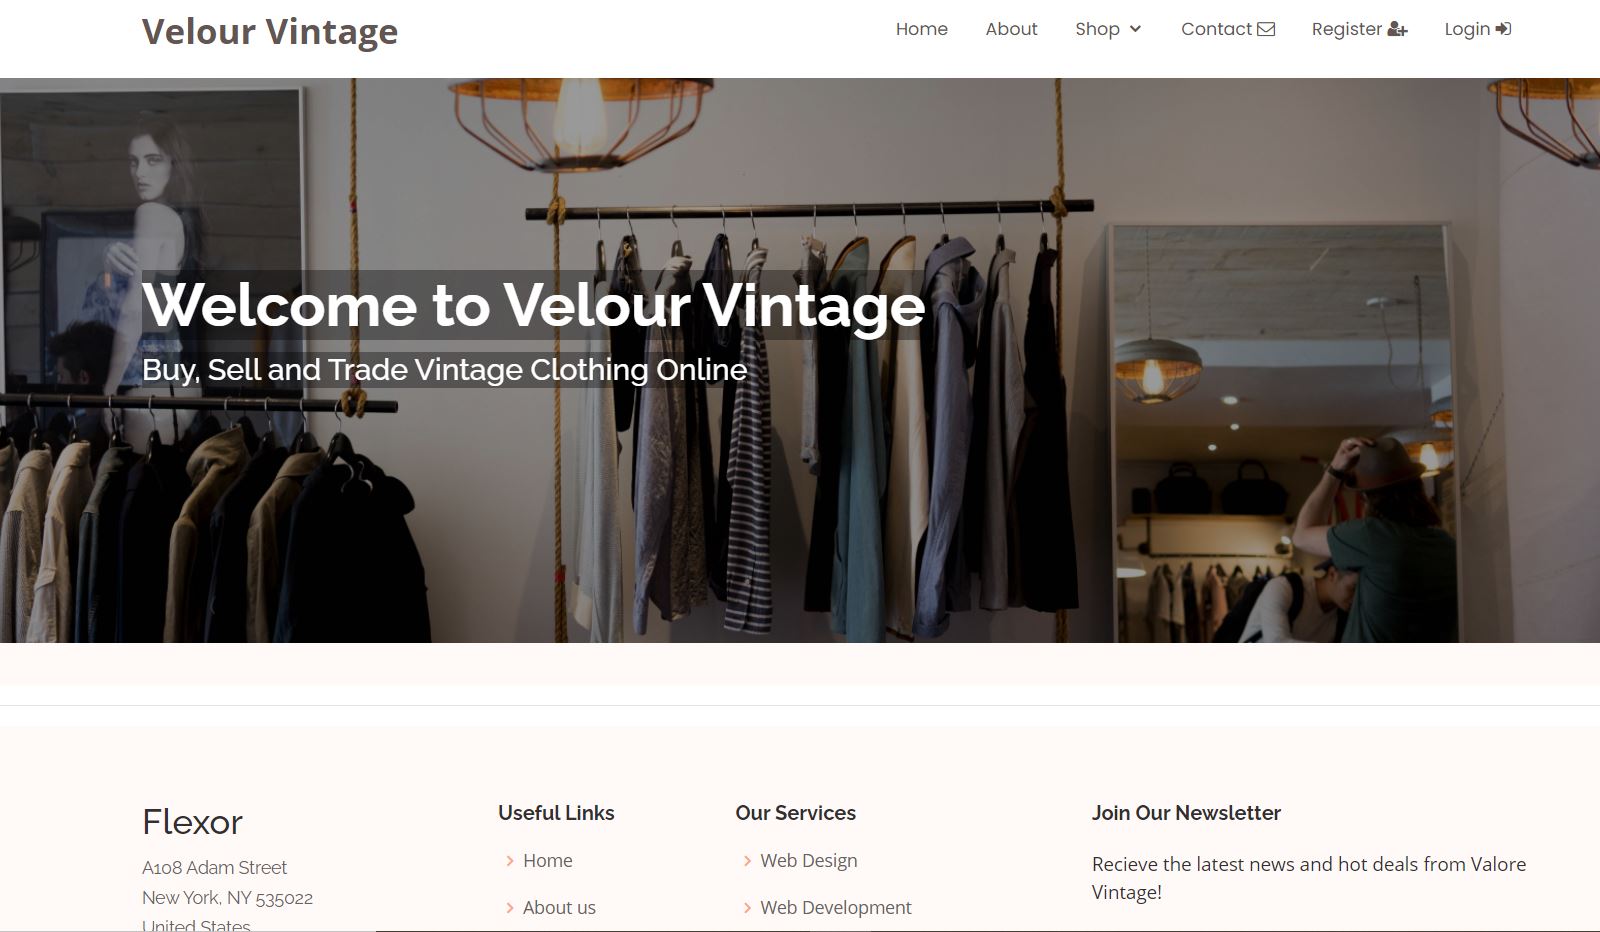 Velour Vintage
Home
About
Shop
Contact
Register
Login
Welcome to Velour Vintage
Buy, Sell and Trade Vintage Clothing Online
Flexor
A108 Adam Street
New York, NY 535022
United States
Useful Links
Home
About us
Our Services
Web Design
Web Development
Join Our Newsletter
Recieve the latest news and hot deals from Valore
Vintage!